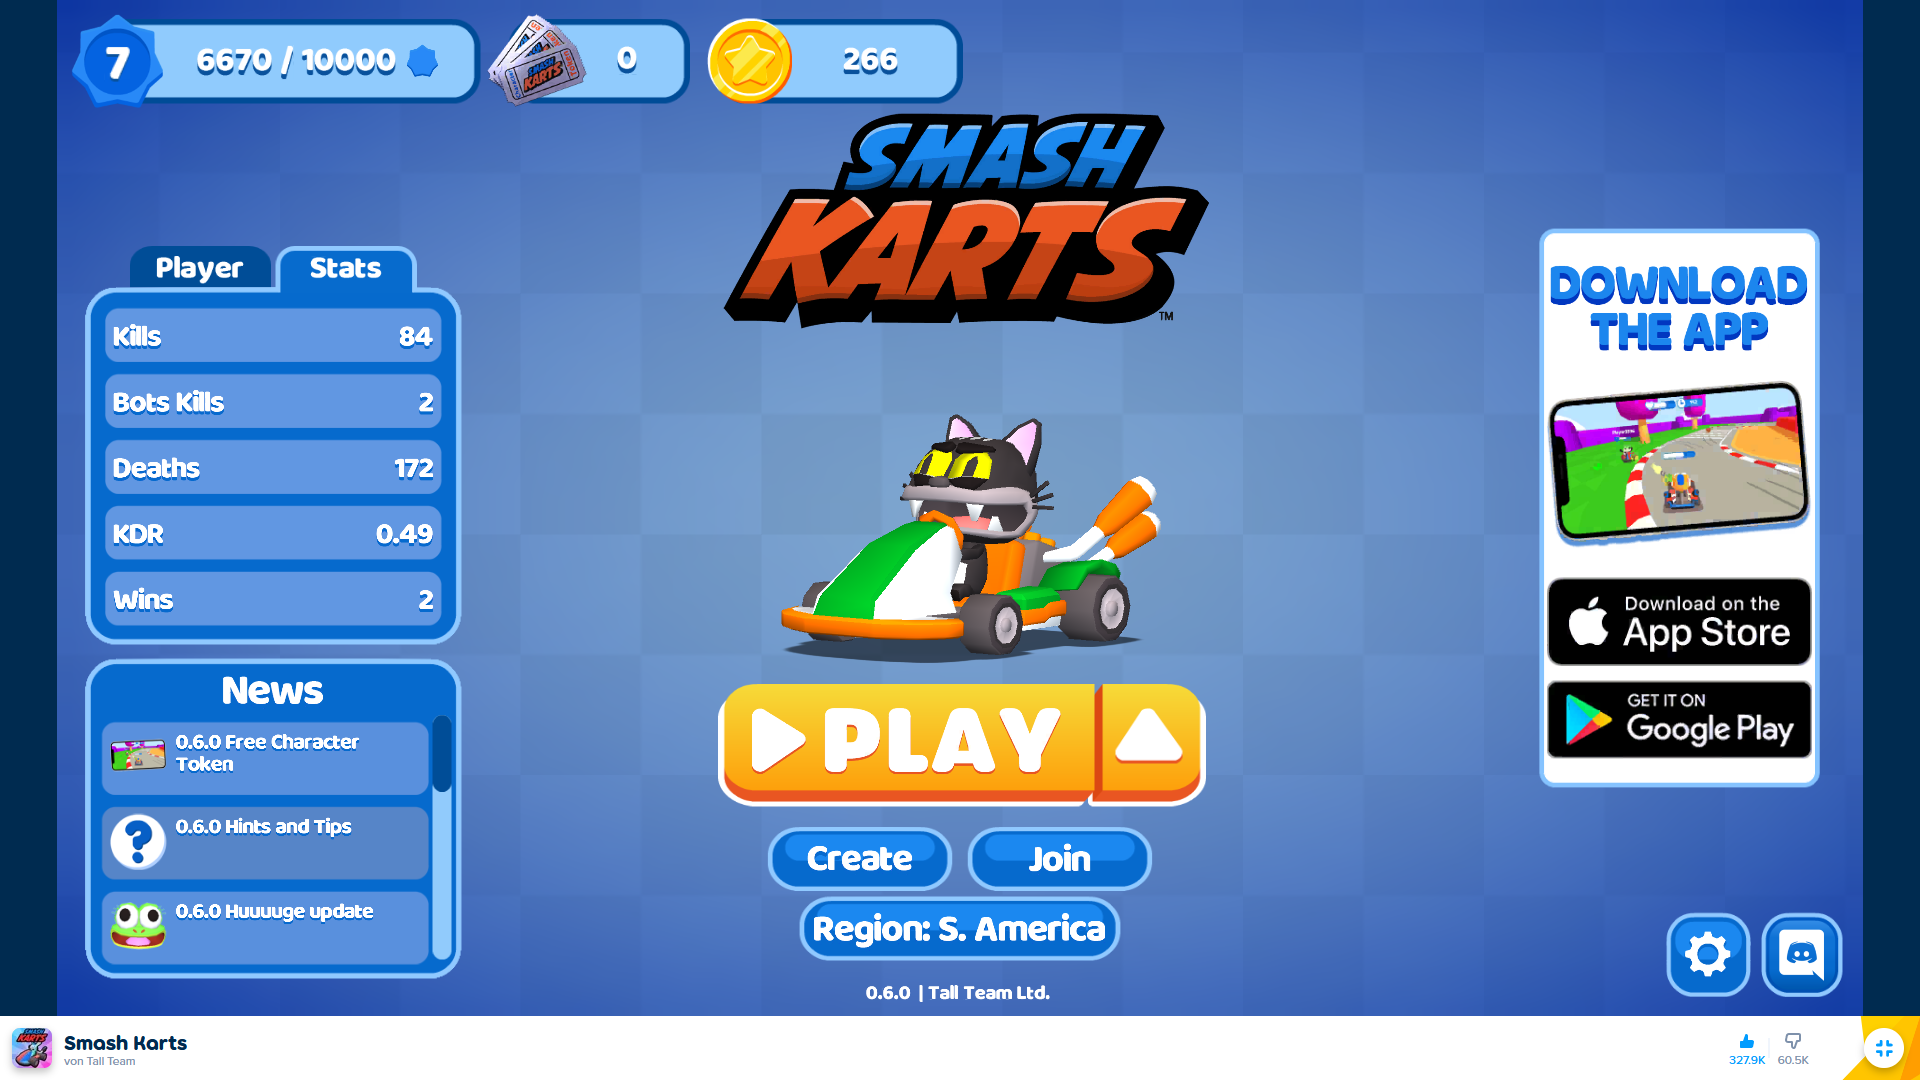 7
6670 / 10000
0
266
SMASH
KARTS
TM
Player
Stats
Kills
84
Bots Kills
2
Deaths
172
KDR
0.49
Wins
2
News
0.6.0 Free Character
Token
0.6.0 Hints and Tips
0.6.0 Huuuuge update
PLAY
Create
Join
Region: S. America
0.6.0 | Tall Team Ltd.
DOWNLOAD
THE APP
Download on the
App Store
GET IT ON
Google Play
Smash Karts
von Tall Team
327.9K
60.5K